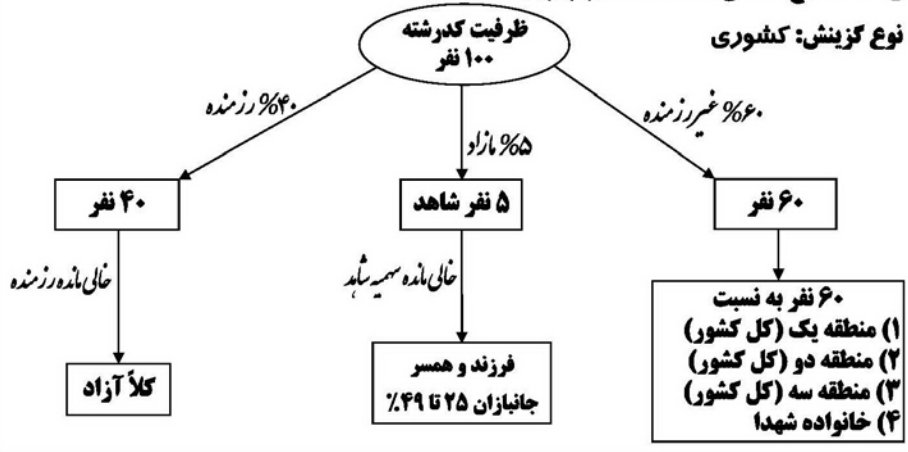 نوع گزینش: کشوری
ظرفیت کدرشته
۱۰۰ نفر
%۶۰ غیررزمنده
%۵ مازاد
%۴۰ رزمنده
۶۰ نفر
۵ نفر شاهد
۴۰ نفر
خالی مانده سهمیه شاهد
خالی مانده رزمنده
۶۰ نفر به نسبت
۱) منطقه یک (کل کشور)
۲) منطقه دو (کل کشور)
۳) منطقه سه (کل کشور)
۴) خانواده شهدا
فرزند و همسر
جانبازان ۲۵ تا ۴۹٪
کلاً آزاد